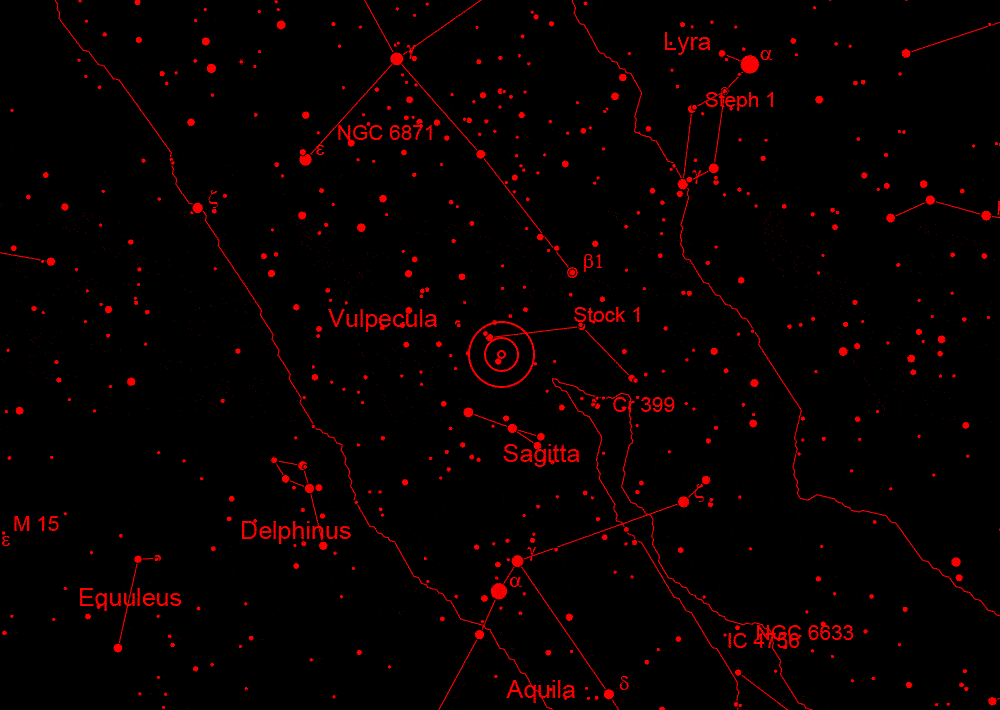 Lyra
α
γ
Steph 1
NGC 6871
ε
γ
ζ
β1
Stock 1
Vulpecula
Cr 399
Sagitta
ζ
M 15
ε
Delphinus
γ
α
Equuleus
NGC 6633
IC 4756
Aquila
δ